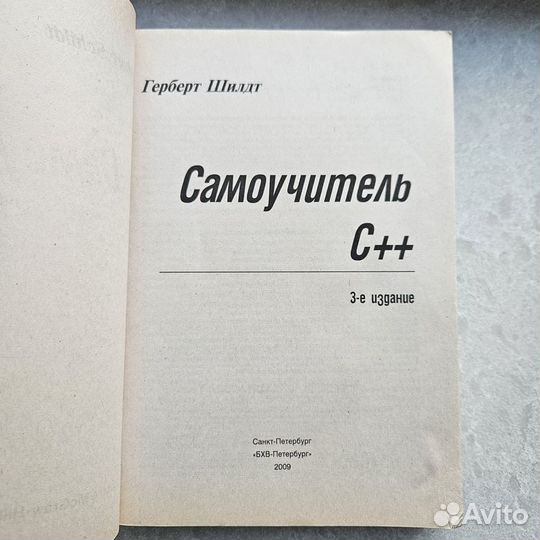 Герберт Шилдт
Самоучитель
C++
3-е издание
Санкт-Петербург
«БХВ-Петербург»
2009
Avito